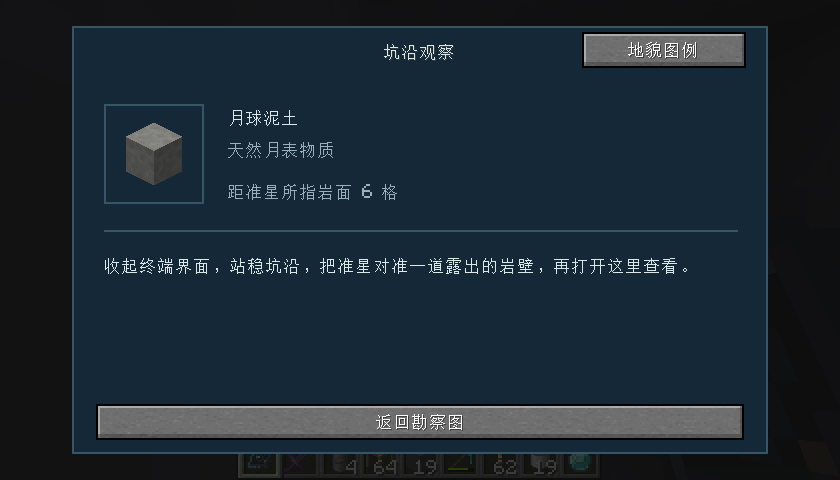 坑沿观察
地貌图例
月球泥土
天然月表物质
距准星所指岩面 6 格
收起终端界面，站稳坑沿，把准星对准一道露出的岩壁，再打开这里查看。
返回勘察图
4 64 19 62 19